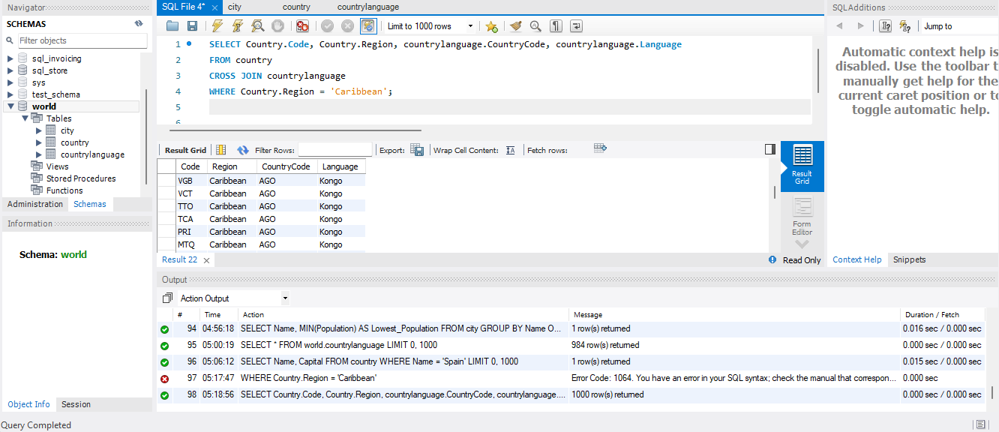 Navigator
SCHEMAS
Filter objects
sql_invoicing
sql_store
sys
test_schema
world
Tables
city
country
countrylanguage
Views
Stored Procedures
Functions
Administration Schemas
Information
Schema: world
Object Info Session
Query Completed
SQL File 4* city country countrylanguage
Limit to 1000 rows
1 SELECT Country.Code, Country.Region, countrylanguage.CountryCode, countrylanguage.Language
2 FROM country
3 CROSS JOIN countrylanguage
4 WHERE Country.Region = 'Caribbean';
5
6
Result Grid Filter Rows: Export: Wrap Cell Content: Fetch rows:
Code Region CountryCode Language
VGB Caribbean AGO Kongo
VCT Caribbean AGO Kongo
TTO Caribbean AGO Kongo
TCA Caribbean AGO Kongo
PRI Caribbean AGO Kongo
MTQ Caribbean AGO Kongo
Result Grid
Form Editor
Result 22 Read Only
Output
Action Output
# Time Action Message Duration / Fetch
94 04:56:18 SELECT Name, MIN(Population) AS Lowest_Population FROM city GROUP BY Name O... 1 row(s) returned 0.016 sec / 0.000 sec
95 05:00:19 SELECT * FROM world.countrylanguage LIMIT 0, 1000 984 row(s) returned 0.000 sec / 0.000 sec
96 05:06:12 SELECT Name, Capital FROM country WHERE Name = 'Spain' LIMIT 0, 1000 1 row(s) returned 0.015 sec / 0.000 sec
97 05:17:47 WHERE Country.Region = 'Caribbean' Error Code: 1064. You have an error in your SQL syntax; check the manual that correspon... 0.000 sec
98 05:18:56 SELECT Country.Code, Country.Region, countrylanguage.CountryCode, countrylanguage.... 1000 row(s) returned 0.000 sec / 0.000 sec
SQLAdditions
Jump to
Automatic context help is
disabled. Use the toolbar t
manually get help for the
current caret position or to
toggle automatic help.
Context Help Snippets